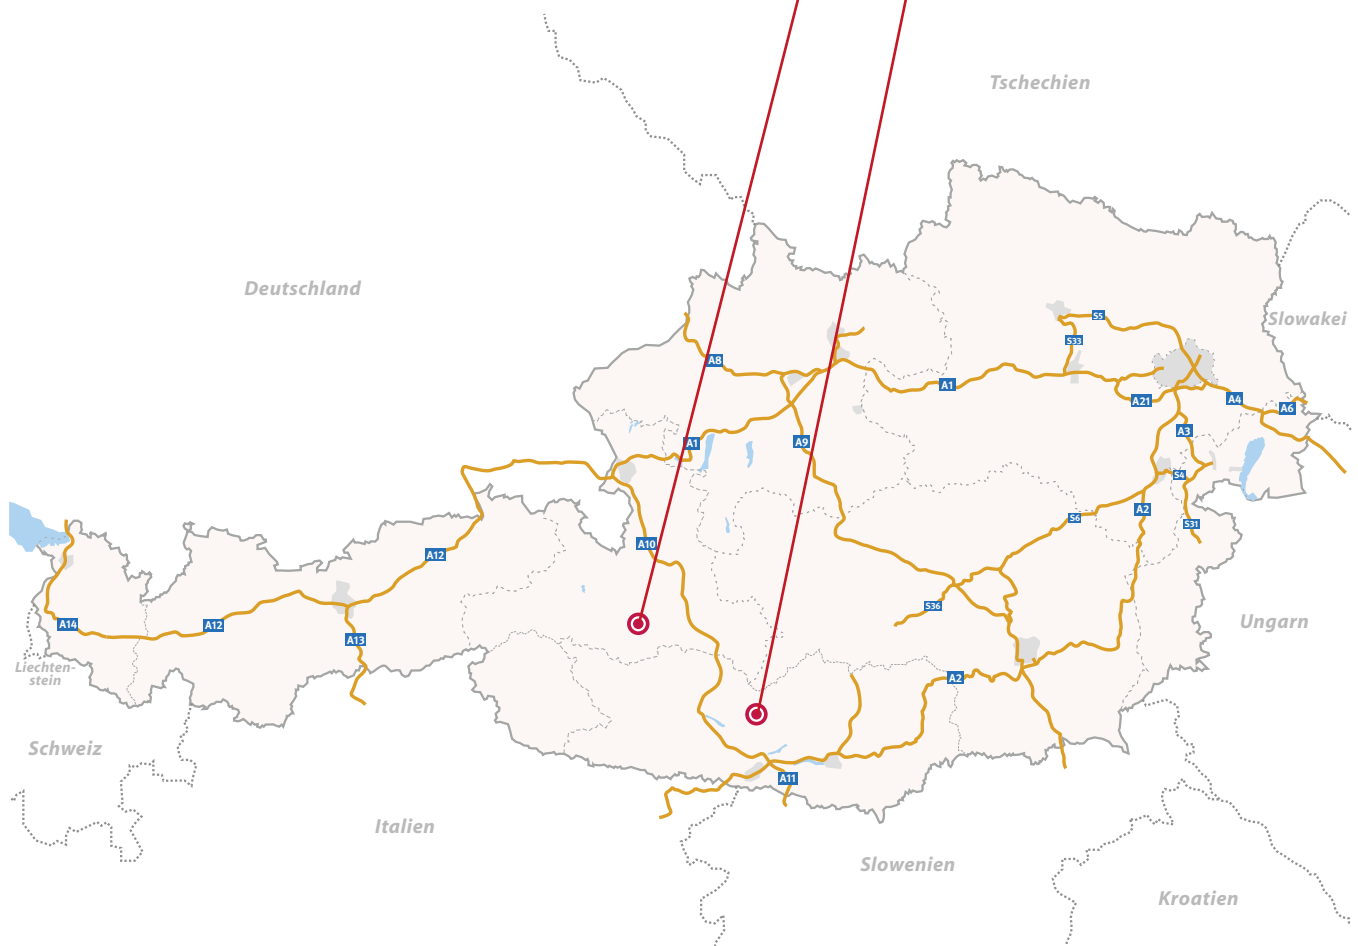 Tschechien
Deutschland
Slowakei
S5
S33
A8
A1
A21
A4
A6
A3
A1
A9
S4
A2
S6
S31
A10
A12
S36
A14
A12
A13
Ungarn
Liechten-
stein
A2
Schweiz
A11
Italien
Slowenien
Kroatien